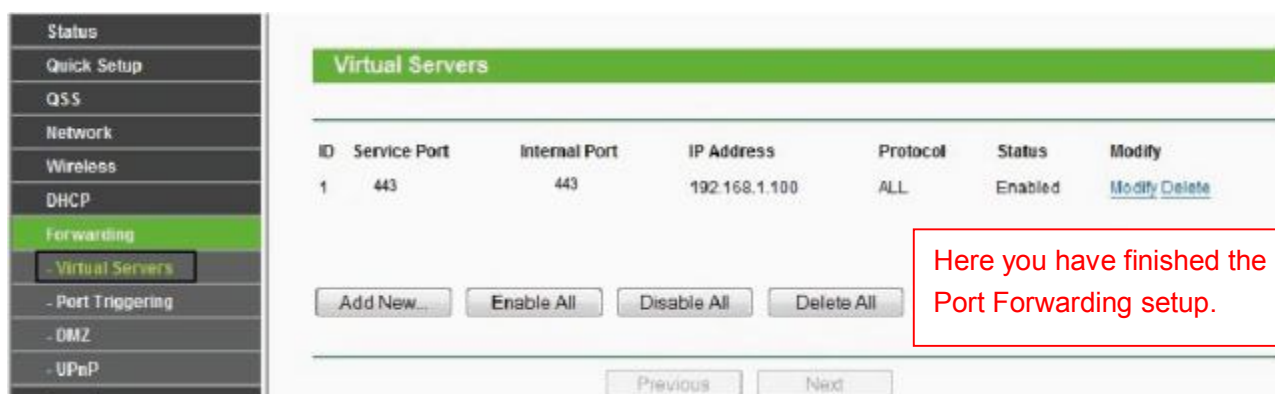 Status
Quick Setup
QSS
Network
Wireless
DHCP
Forwarding
- Virtual Servers
- Port Triggering
- DMZ
- UPnP
Virtual Servers
ID Service Port Internal Port IP Address Protocol Status Modify
1 443 443 192.168.1.100 ALL Enabled Modify Delete
Here you have finished the
Port Forwarding setup.
Add New... Enable All Disable All Delete All
Previous Next